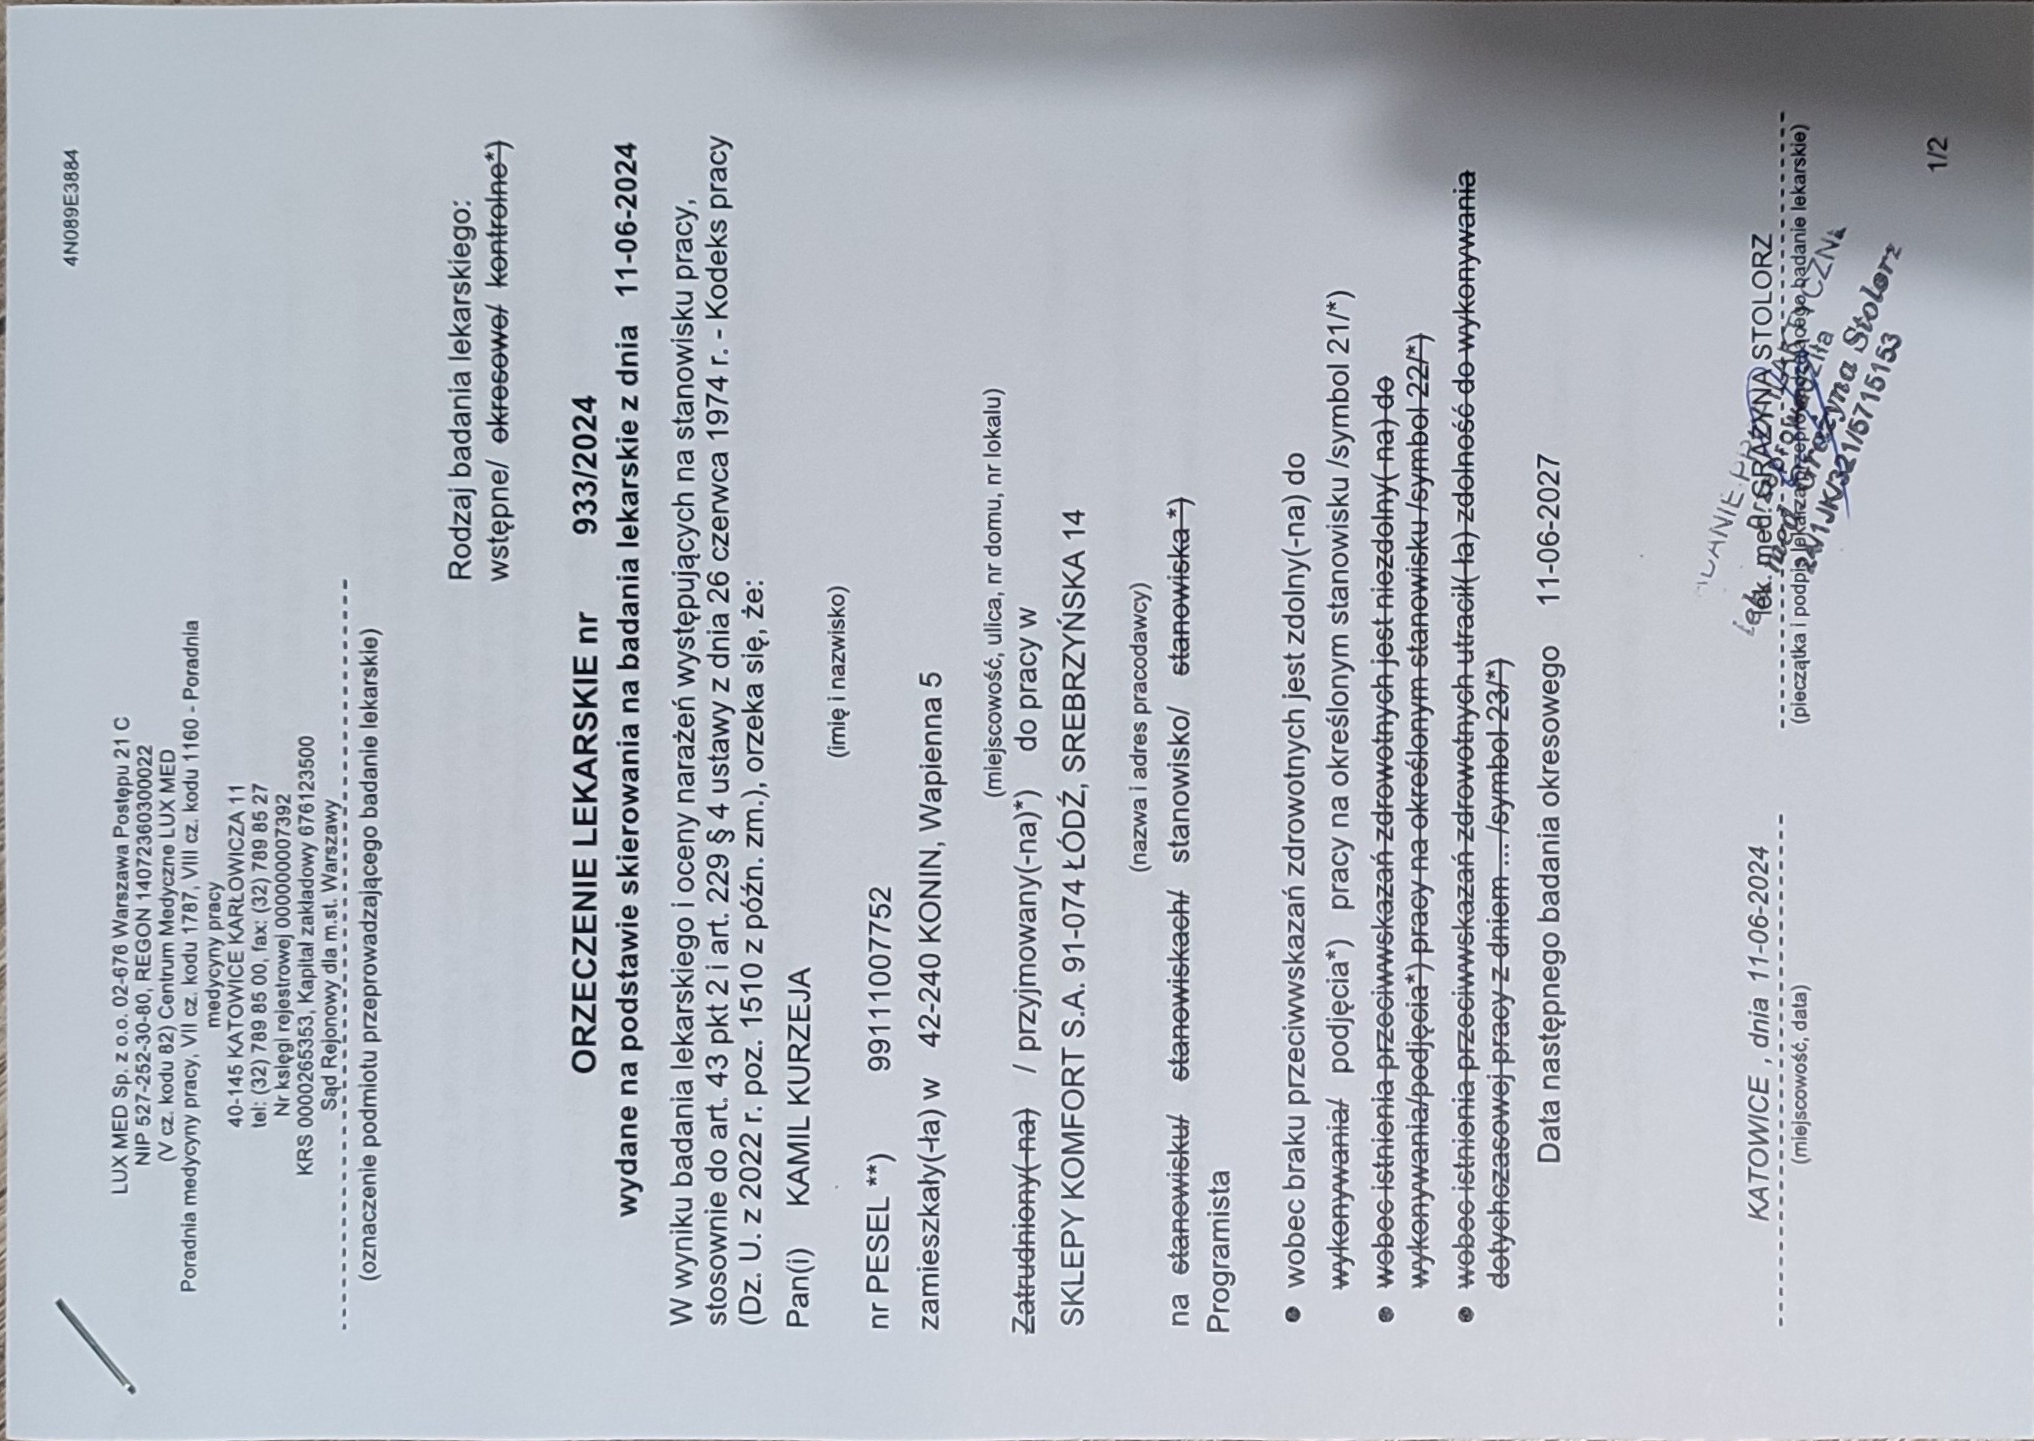 4N089E3884
LUX MED Sp. z o.o. 02-676 Warszawa Postępu 21 C
NIP 527-252-30-80, REGON 14072360300022
(V cz. kodu 82) Centrum Medyczne LUX MED
Poradnia medycyny pracy, VII cz. kodu 1787, VIII cz. kodu 1160 - Poradnia
medycyny pracy
40-145 KATOWICE KARŁOWICZA 11
tel: (32) 789 85 00, fax: (32) 789 85 27
Nr księgi rejestrowej 000000007392
KRS 0000265353, Kapitał zakładowy 676123500
Sąd Rejonowy dla m.st. Warszawy
(oznaczenie podmiotu przeprowadzającego badanie lekarskie)
Rodzaj badania lekarskiego:
wstępne/ okresowe/ kontrolne*)
ORZECZENIE LEKARSKIE nr 933/2024
wydane na podstawie skierowania na badania lekarskie z dnia 11-06-2024
W wyniku badania lekarskiego i oceny narażeń występujących na stanowisku pracy,
stosownie do art. 43 pkt 2 i art. 229 § 4 ustawy z dnia 26 czerwca 1974 r. - Kodeks pracy
(Dz. U. z 2022 r. poz. 1510 z późn. zm.), orzeka się, że:
Pan(i) KAMIL KURZEJA
(imię i nazwisko)
nr PESEL **) 99111007752
zamieszkały(-ła) w 42-240 KONIN, Wapienna 5
(miejscowość, ulica, nr domu, nr lokalu)
Zatrudniony(-na) / przyjmowany(-na)*) do pracy w
SKLEPY KOMFORT S.A. 91-074 ŁÓDŹ, SREBRZYŃSKA 14
(nazwa i adres pracodawcy)
na stanowisku/ stanowiskach/ stanowisko/ stanowiska*)
Programista
● wobec braku przeciwwskazań zdrowotnych jest zdolny(-na) do
wykonywania/ podjęcia*) pracy na określonym stanowisku /symbol 21/*)
● wobec istnienia przeciwwskazań zdrowotnych jest niezdolny(-na) do
wykonywania/podjęcia*) pracy na określonym stanowisku /symbol 22/*)
● wobec istnienia przeciwwskazań zdrowotnych utracił(-ła) zdolność do wykonywania
dotychczasowej pracy z dniem ... /symbol 23/*)
Data następnego badania okresowego 11-06-2027
KATOWICE , dnia 11-06-2024
(miejscowość, data)
lek. med. GRAŻYNA STOLORZ
(pieczątka i podpis lekarza przeprowadzającego badanie lekarskie)
Grażyna Stolorz
1/2